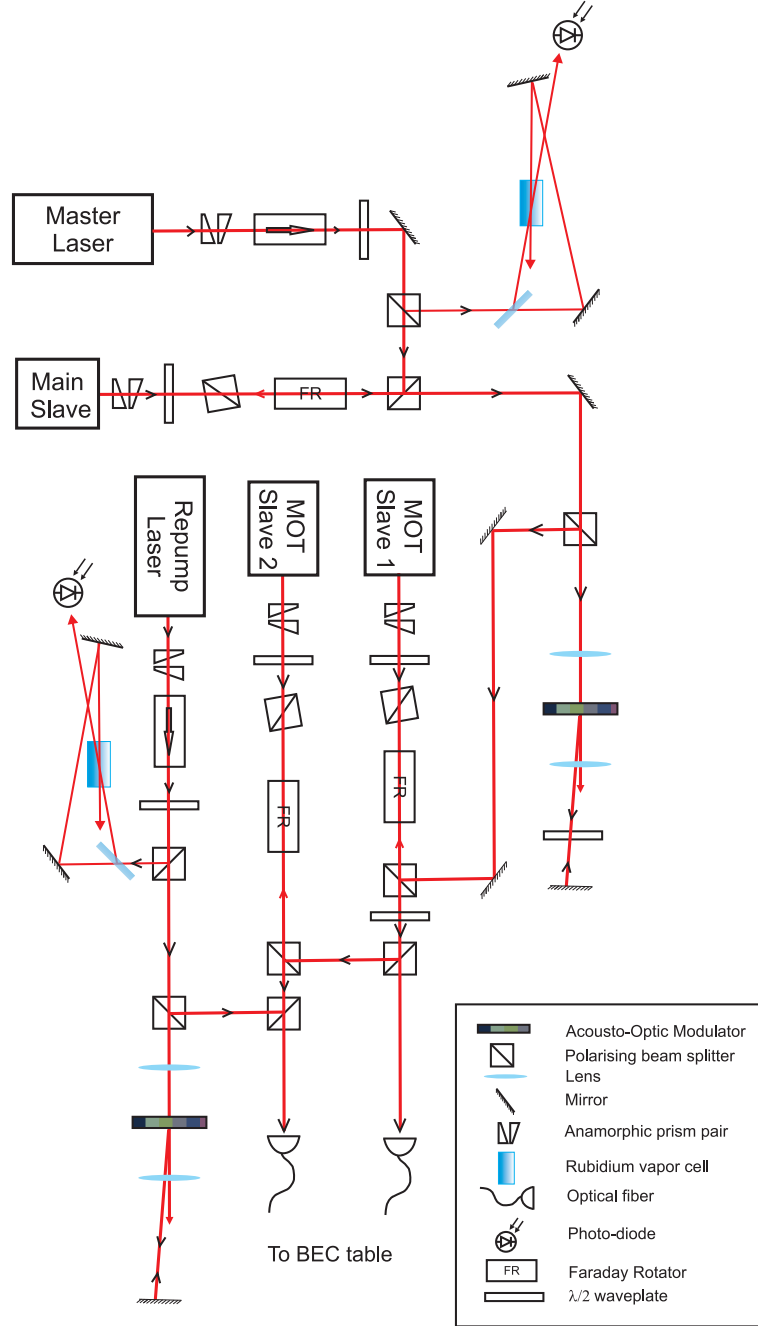 Master
Laser
Main
Slave
FR
Repump
Laser
MOT
Slave 2
MOT
Slave 1
FR
FR
To BEC table
Acousto-Optic Modulator
Polarising beam splitter
Lens
Mirror
Anamorphic prism pair
Rubidium vapor cell
Optical fiber
Photo-diode
FR Faraday Rotator
λ/2 waveplate